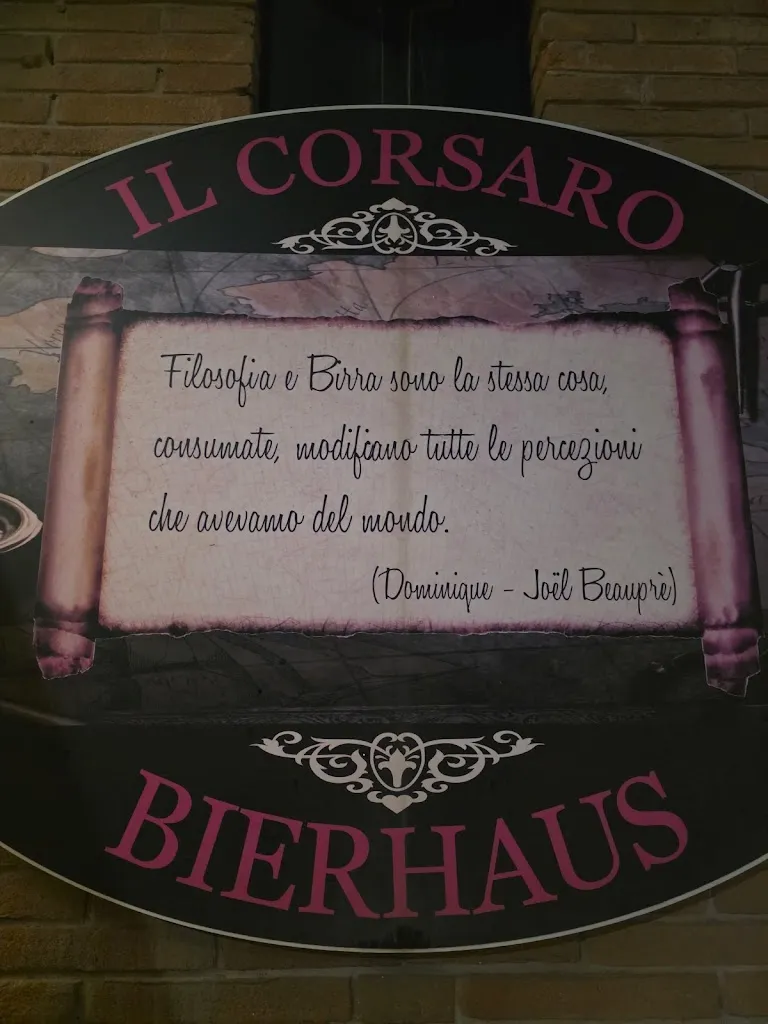 IL CORSARO
Filosofia e Birra sono la stessa cosa,
consumate, modificano tutte le percezioni
che avevamo del mondo.
(Dominique - Joël Beauprè)
BIERHAUS